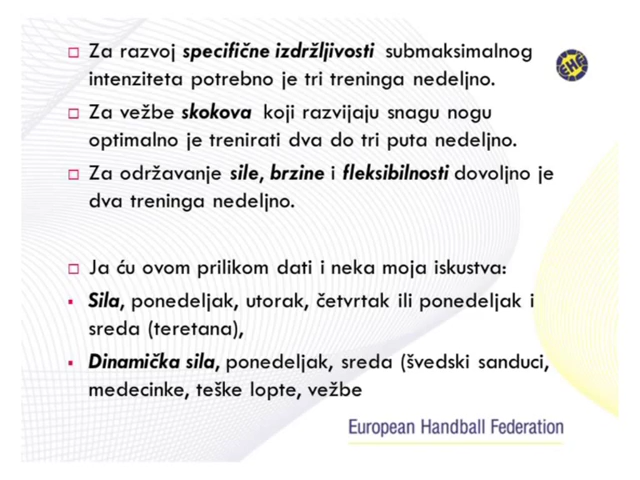 Za razvoj specifične izdržljivosti submaksimalnog
intenziteta potrebno je tri treninga nedeljno.
Za vežbe skokova koji razvijaju snagu nogu
optimalno je trenirati dva do tri puta nedeljno.
Za održavanje sile, brzine i fleksibilnosti dovoljno je
dva treninga nedeljno.
Ja ću ovom prilikom dati i neka moja iskustva:
Sila, ponedeljak, utorak, četvrtak ili ponedeljak i
sreda (teretana),
Dinamička sila, ponedeljak, sreda (švedski sanduci,
medecinke, teške lopte, vežbe
European Handball Federation
EHF